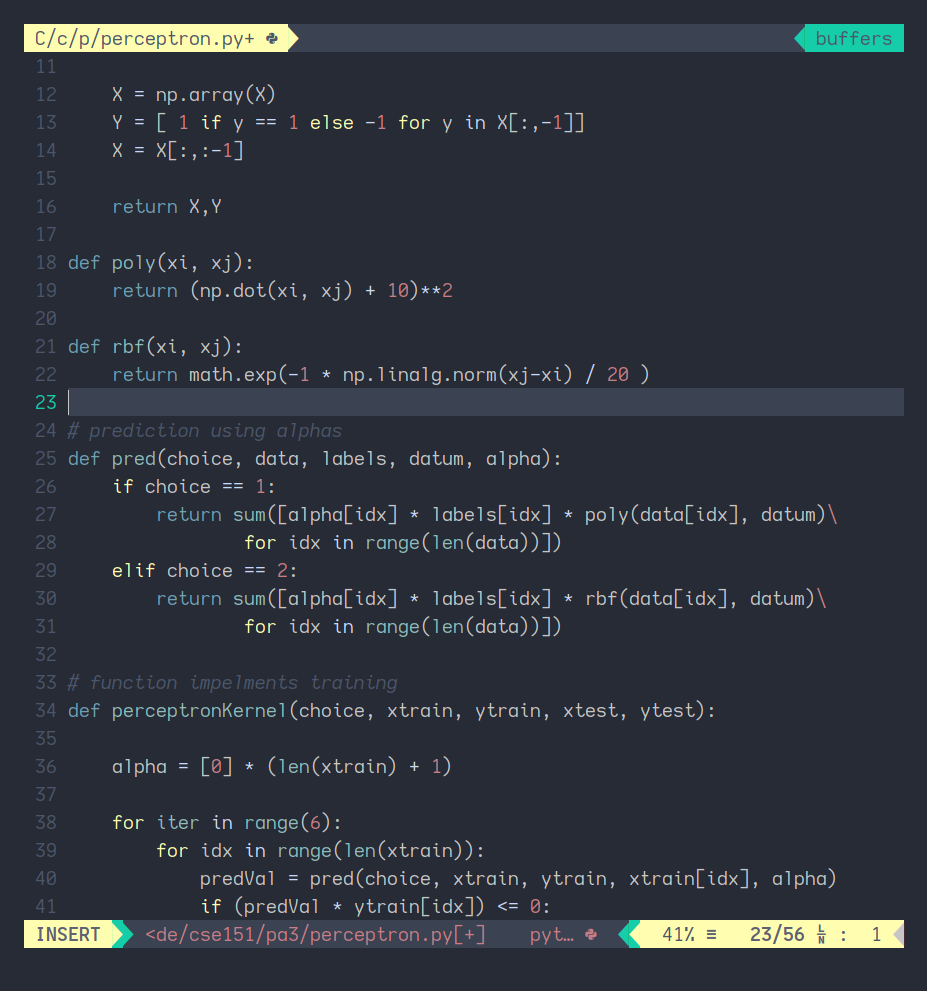 C/c/p/perceptron.py+ buffers
11
12     X = np.array(X)
13     Y = [ 1 if y == 1 else -1 for y in X[:,-1]]
14     X = X[:,:-1]
15
16     return X,Y
17
18 def poly(xi, xj):
19     return (np.dot(xi, xj) + 10)**2
20
21 def rbf(xi, xj):
22     return math.exp(-1 * np.linalg.norm(xj-xi) / 20 )
23
24 # prediction using alphas
25 def pred(choice, data, labels, datum, alpha):
26     if choice == 1:
27         return sum([alpha[idx] * labels[idx] * poly(data[idx], datum)\
28                 for idx in range(len(data))])
29     elif choice == 2:
30         return sum([alpha[idx] * labels[idx] * rbf(data[idx], datum)\
31                 for idx in range(len(data))])
32
33 # function impelments training
34 def perceptronKernel(choice, xtrain, ytrain, xtest, ytest):
35
36     alpha = [0] * (len(xtrain) + 1)
37
38     for iter in range(6):
39         for idx in range(len(xtrain)):
40             predVal = pred(choice, xtrain, ytrain, xtrain[idx], alpha)
41             if (predVal * ytrain[idx]) <= 0:
INSERT <de/cse151/pa3/perceptron.py[+] pyt… 41% ≡ 23/56 ㏑ : 1